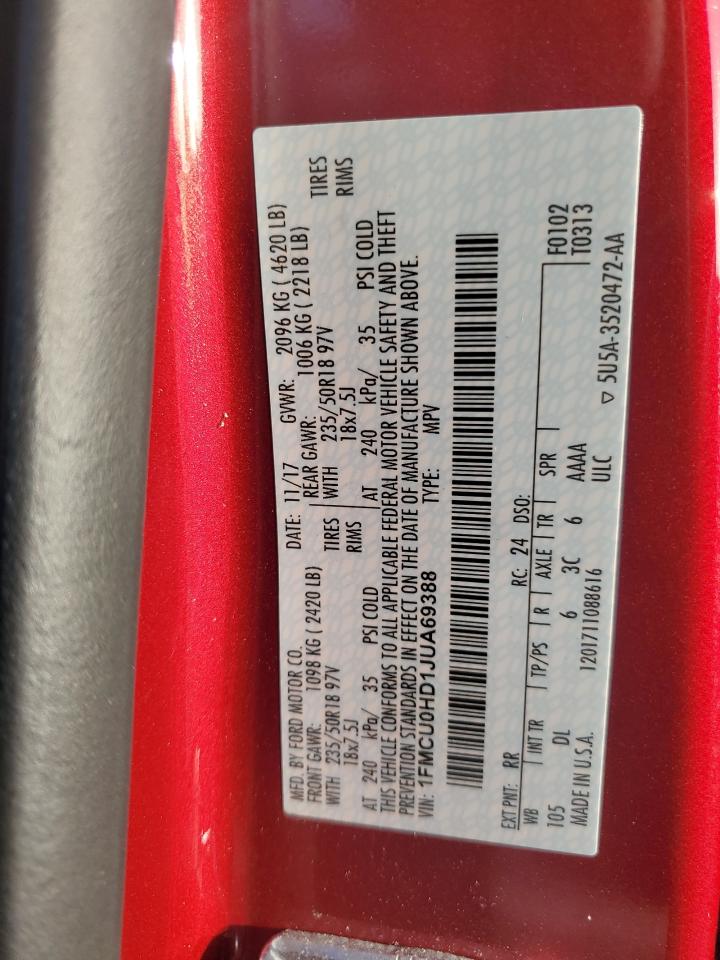 MFD. BY FORD MOTOR CO. DATE: 11/17 GVWR: 2096 KG ( 4620 LB)
FRONT GAWR: 1098 KG ( 2420 LB) REAR GAWR: 1006 KG ( 2218 LB)
WITH 235/50R18 97V TIRES WITH 235/50R18 97V TIRES
18x7.5J RIMS 18x7.5J RIMS
AT 240 kPa/ 35 PSI COLD AT 240 kPa/ 35 PSI COLD
THIS VEHICLE CONFORMS TO ALL APPLICABLE FEDERAL MOTOR VEHICLE SAFETY AND THEFT
PREVENTION STANDARDS IN EFFECT ON THE DATE OF MANUFACTURE SHOWN ABOVE.
VIN: 1FMCU0HD1JUA69388 TYPE: MPV
EXT PNT: RR RC: 24 DSO: F0102
WB INT TR TP/PS R AXLE TR SPR T0313
105 DL 6 3C 6 AAAA
MADE IN U.S.A. 1201711088616 ULC ▽ 5U5A-3520472-AA